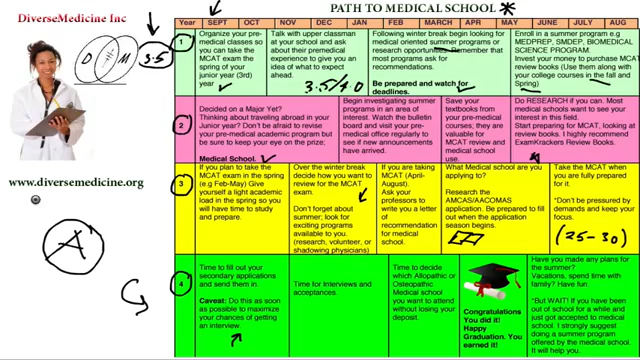 DiverseMedicine Inc
PATH TO MEDICAL SCHOOL *
Year SEPT OCT NOV DEC JAN FEB MARCH APR MAY JUNE JULY AUG
D M 3.5
1
Organize your pre-
medical classes so
you can take the
MCAT exam the
spring of your
junior year (3rd)
year
Talk with upper classman
at your school and ask
about their premedical
experience to give you an
idea of what to expect
ahead.
3.5/4.0
Following winter break begin looking for
medical oriented summer programs or
research opportunities. Remember that
most programs ask for
recommendations.
Be prepared and watch for
deadlines.
Enroll in a summer program e.g
MEDPREP, SMDEP, BIOMEDICAL
SCIENCE PROGRAM.
Invest your money to purchase MCAT
review books (Use them along with
your college courses in the fall and
Spring)
2
Decided on a Major Yet?
Thinking about traveling abroad in your
Junior year? Don't be afraid to revise
your pre-medical academic program but
be sure to keep your eye on the prize;
Medical School.
Begin investigating summer
programs in an area of
interest. Watch the bulletin
board and visit your pre-
medical office regularly to
see if new announcements
have arrived.
Save your
textbooks from
your pre-medical
courses; they are
valuable for
MCAT review and
medical school
use.
Do RESEARCH if you can. Most
medical schools want to see your
interest in this field.
Start preparing for MCAT, looking at
review books. I highly recommend
ExamKrackers Review Books.
www.diversemedicine.org
3
If you plan to take the
MCAT exam in the spring
(e.g Feb-May) Give
yourself a light academic
load in the spring so you
will have time to study
and prepare.
Over the winter break
decide how you want to
review for the MCAT
exam.
Don't forget about
summer; look for
exciting programs
available to you.
(research, volunteer, or
shadowing physicians)
If you are taking
MCAT (April-
August).
Ask your
professors to
write you a letter
of
recommendation
for medical
school.
What Medical School are you
applying to?
Research the
AMCAS/AACOMAS
application. Be prepared to fill
out when the application
season begins.
Take the MCAT when
you are fully prepared
for it.
"Don't be pressured by
demands and keep your
focus.
(25-30)
A
4
Time to fill out your
secondary applications
and send them in.
Caveat: Do this as soon
as possible to maximize
your chances of getting
an interview.
Time for Interviews and
acceptances.
Time to decide
which Allopathic or
Osteopathic
Medical school
you want to attend
without losing your
deposit.
Congratulations
You did it!
Happy
Graduation. You
earned it!
Have you made any plans for
the summer?
Vacations, spend time with
family? Have fun.
"But WAIT! If you have been
out of school for a while and
just got accepted to medical
school. I strongly suggest
doing a summer program
offered by the medical school.
It will help you.